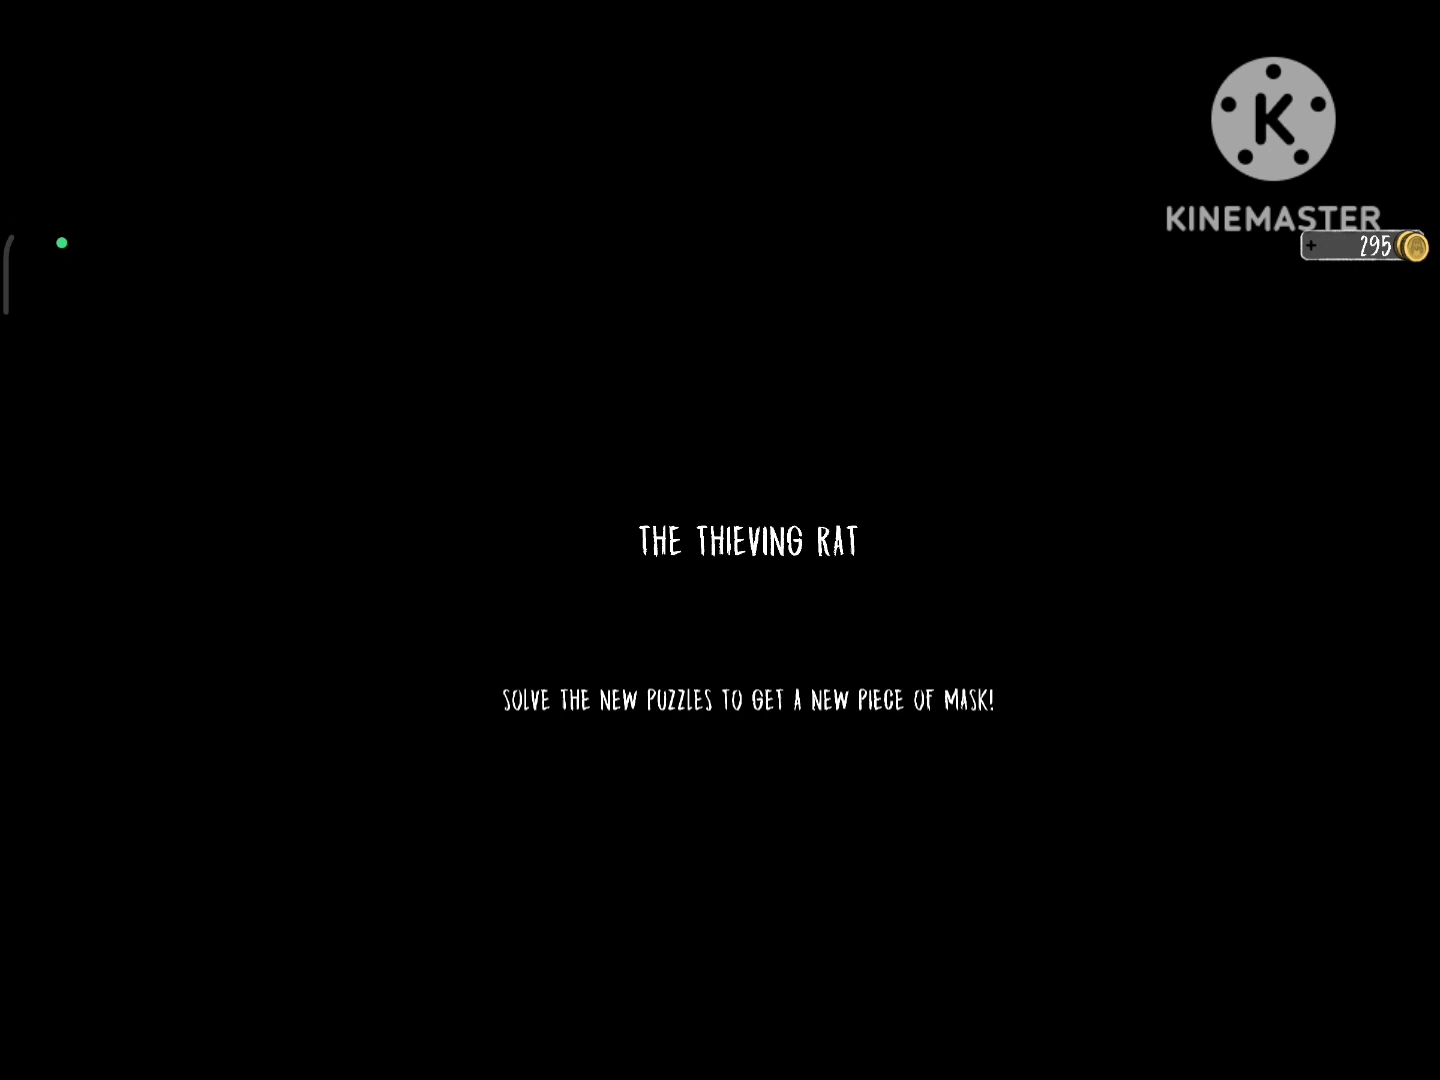 K
KINEMASTER
+ 295
THE THIEVING RAT
SOLVE THE NEW PUZZLES TO GET A NEW PIECE OF MASK!